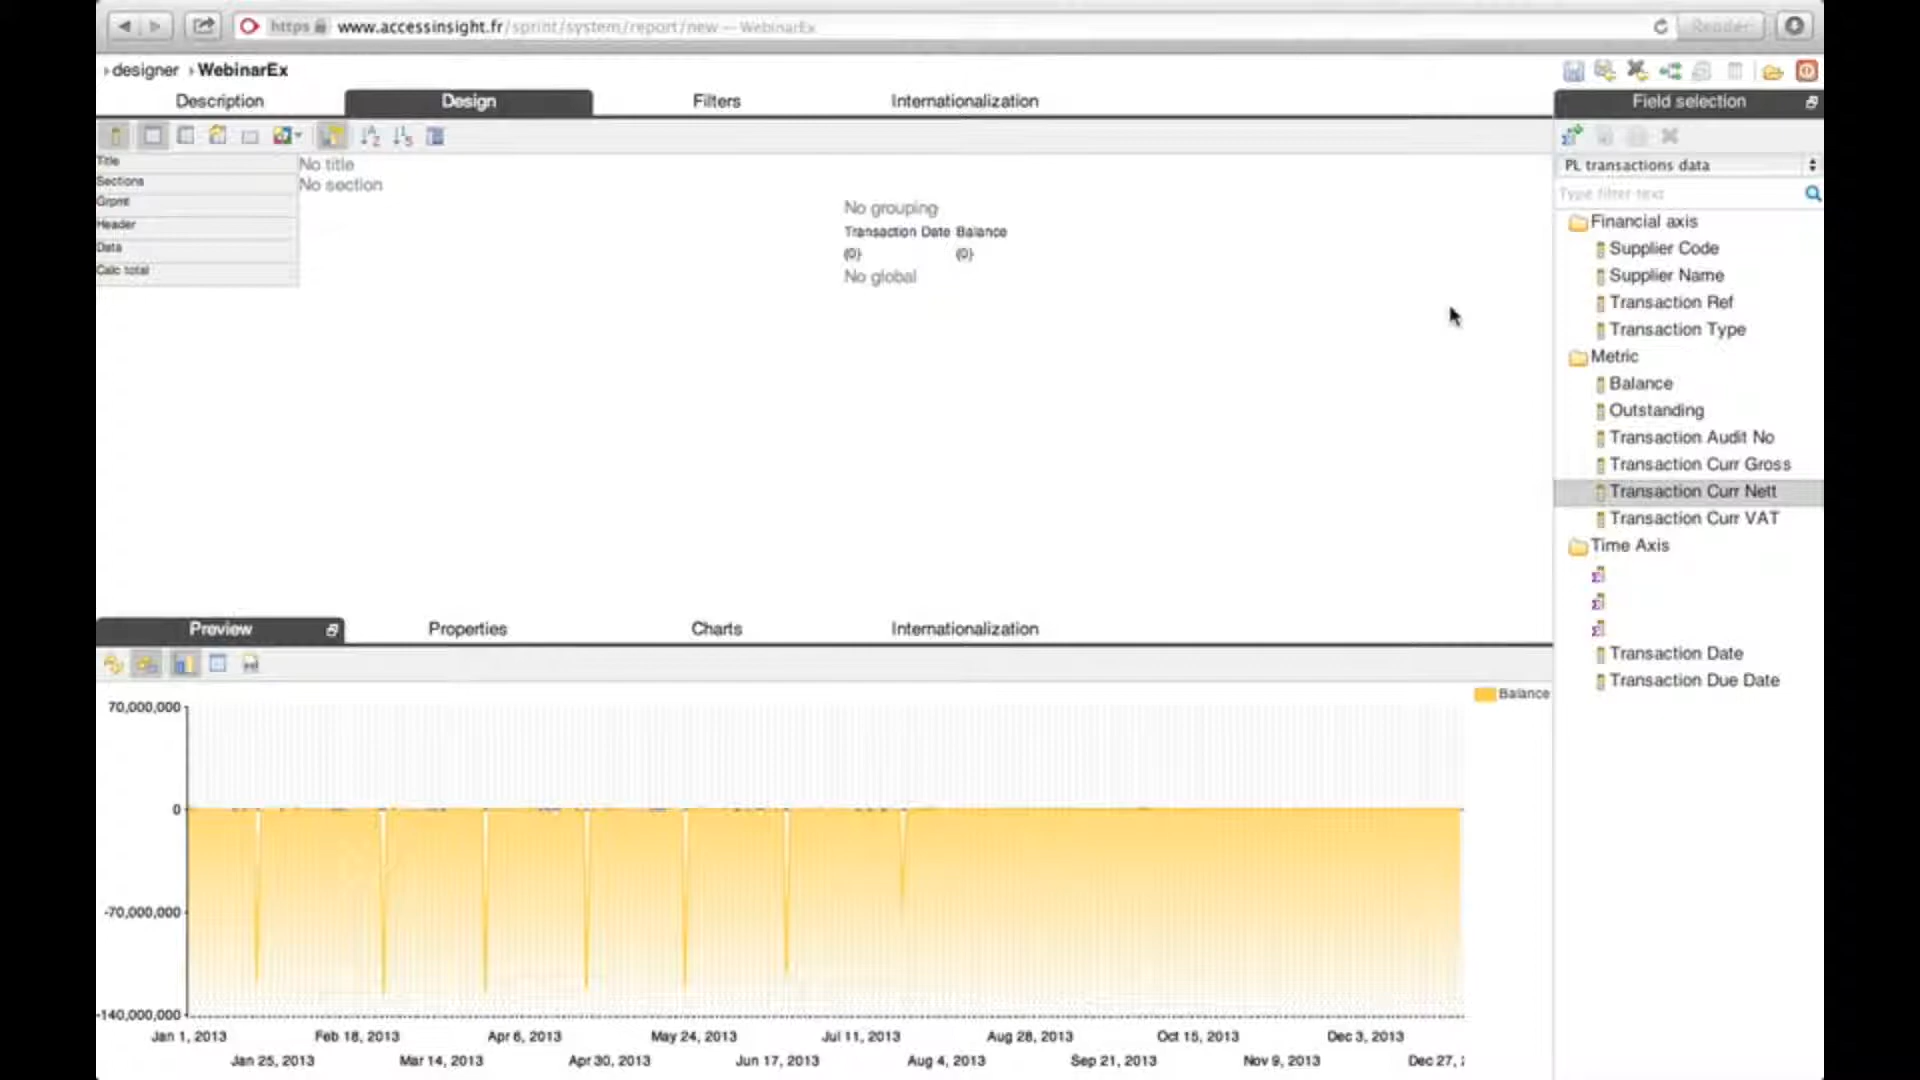 https www.accessinsight.fr/sprint/system/report/new — WebinarEx
Reader
designer WebinarEx
Description Design Filters Internationalization
Field selection
Title No title
Sections No section
Grpmt No grouping
Header Transaction Date Balance
Data (0) (0)
Calc total No global
PL transactions data
Type filter text
Financial axis
Supplier Code
Supplier Name
Transaction Ref
Transaction Type
Metric
Balance
Outstanding
Transaction Audit No
Transaction Curr Gross
Transaction Curr Nett
Transaction Curr VAT
Time Axis
Transaction Date
Transaction Due Date
Preview Properties Charts Internationalization
Balance
70,000,000
0
-70,000,000
-140,000,000
Jan 1, 2013 Feb 18, 2013 Apr 6, 2013 May 24, 2013 Jul 11, 2013 Aug 28, 2013 Oct 15, 2013 Dec 3, 2013
Jan 25, 2013 Mar 14, 2013 Apr 30, 2013 Jun 17, 2013 Aug 4, 2013 Sep 21, 2013 Nov 9, 2013 Dec 27,